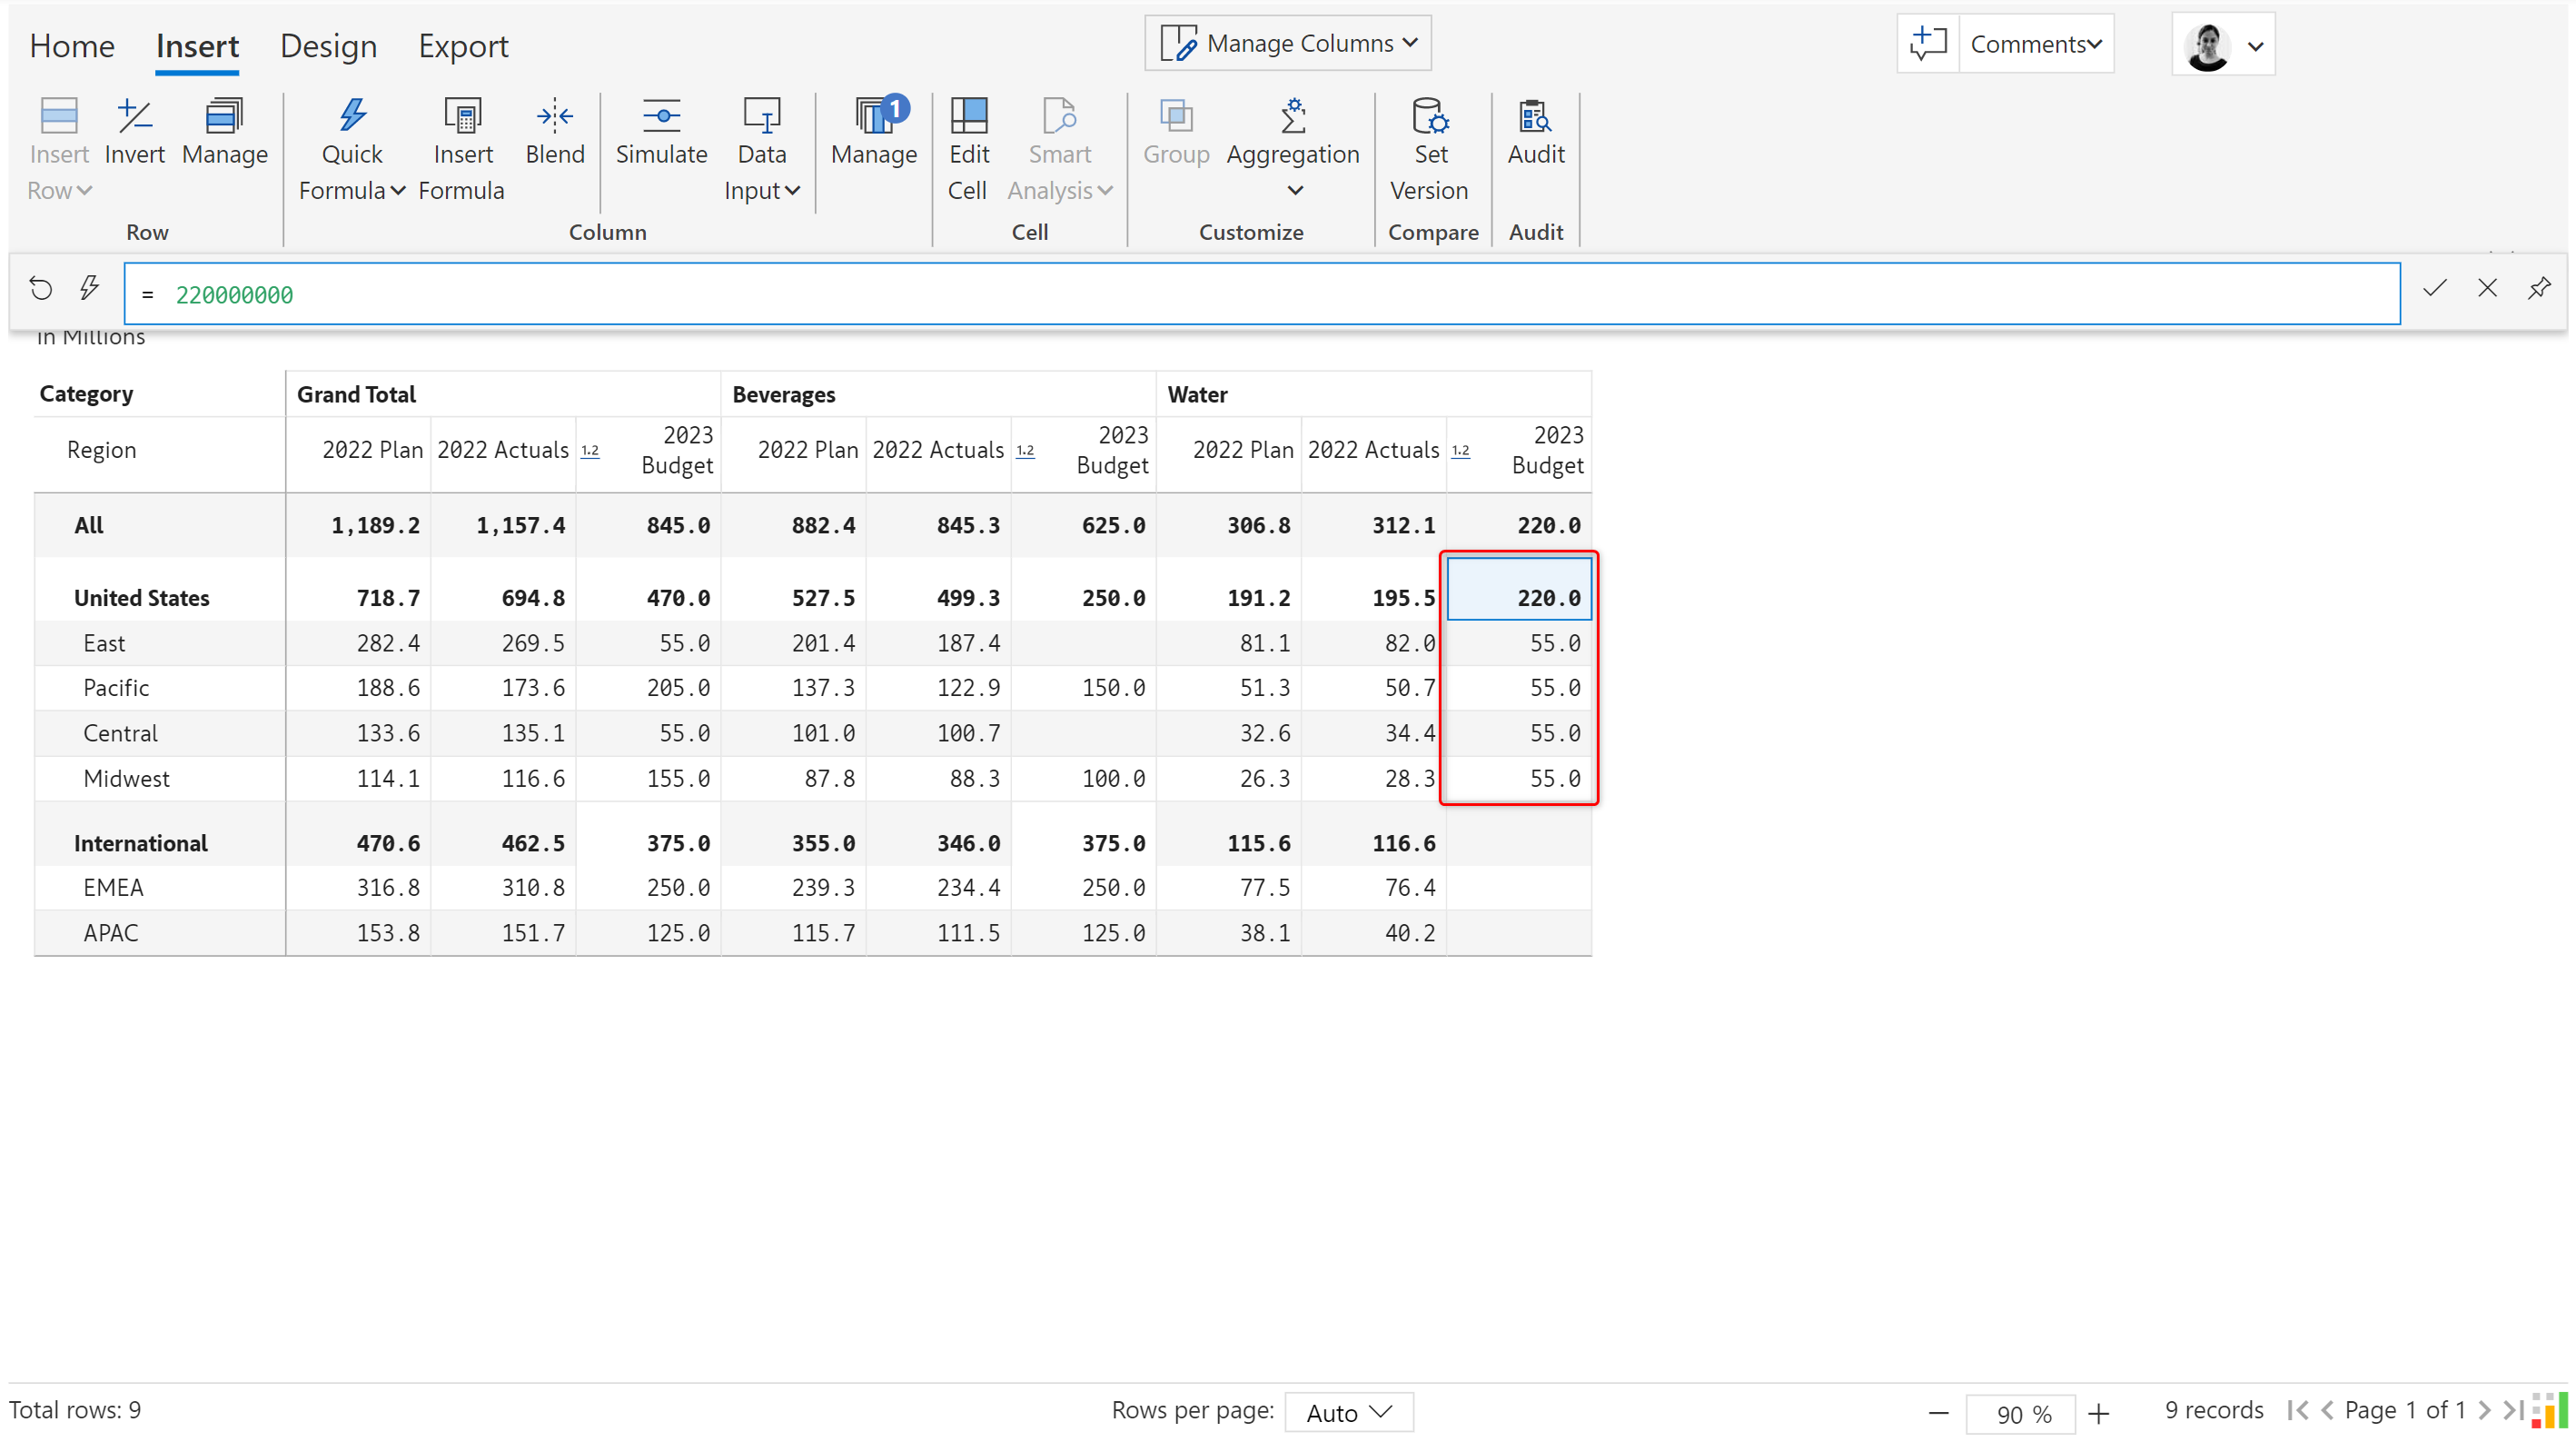 Home Insert Design Export Manage Columns Comments
1
Insert Invert Manage Quick Insert Blend Simulate Data Manage Edit Smart Group Aggregation Set Audit
Row Formula Formula Input Cell Analysis Version
Row Column Cell Customize Compare Audit
= 220000000
in Millions
Category Grand Total Beverages Water
Region 2022 Plan 2022 Actuals 1.2 2023 Budget 2022 Plan 2022 Actuals 1.2 2023 Budget 2022 Plan 2022 Actuals 1.2 2023 Budget
All 1,189.2 1,157.4 845.0 882.4 845.3 625.0 306.8 312.1 220.0
United States 718.7 694.8 470.0 527.5 499.3 250.0 191.2 195.5 220.0
East 282.4 269.5 55.0 201.4 187.4 81.1 82.0 55.0
Pacific 188.6 173.6 205.0 137.3 122.9 150.0 51.3 50.7 55.0
Central 133.6 135.1 55.0 101.0 100.7 32.6 34.4 55.0
Midwest 114.1 116.6 155.0 87.8 88.3 100.0 26.3 28.3 55.0
International 470.6 462.5 375.0 355.0 346.0 375.0 115.6 116.6
EMEA 316.8 310.8 250.0 239.3 234.4 250.0 77.5 76.4
APAC 153.8 151.7 125.0 115.7 111.5 125.0 38.1 40.2
Total rows: 9 Rows per page: Auto 90 % 9 records Page 1 of 1